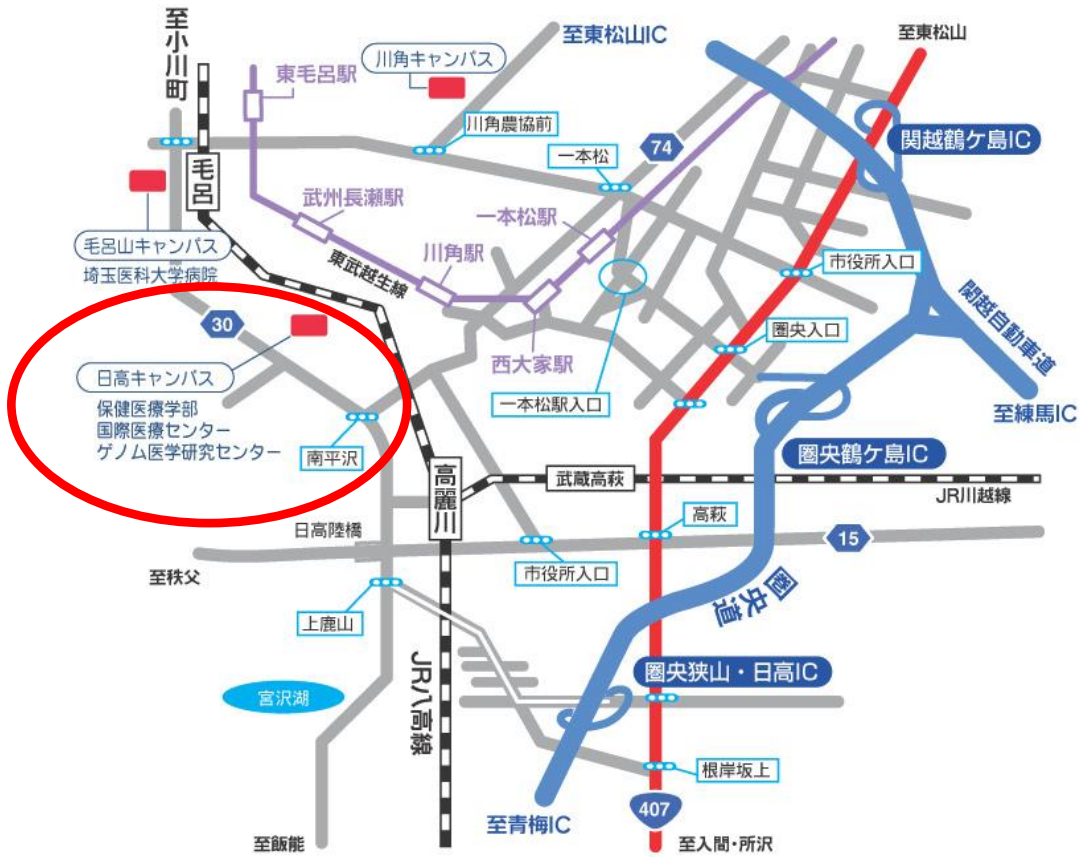 至小川町
至東松山IC
至東松山
川角キャンパス
東毛呂駅
川角農協前
一本松
74
関越鶴ケ島IC
毛呂
武州長瀬駅
一本松駅
毛呂山キャンパス
埼玉医科大学病院
川角駅
東武越生線
市役所入口
関越自動車道
30
圏央入口
西大家駅
日高キャンパス
保健医療学部
国際医療センター
ゲノム医学研究センター
一本松駅入口
至練馬IC
南平沢
圏央鶴ケ島IC
高麗川
武蔵高萩
JR川越線
日高陸橋
高萩
15
至秩父
市役所入口
圏央道
上鹿山
JR八高線
圏央狭山・日高IC
宮沢湖
根岸坂上
407
至青梅IC
至飯能
至入間・所沢